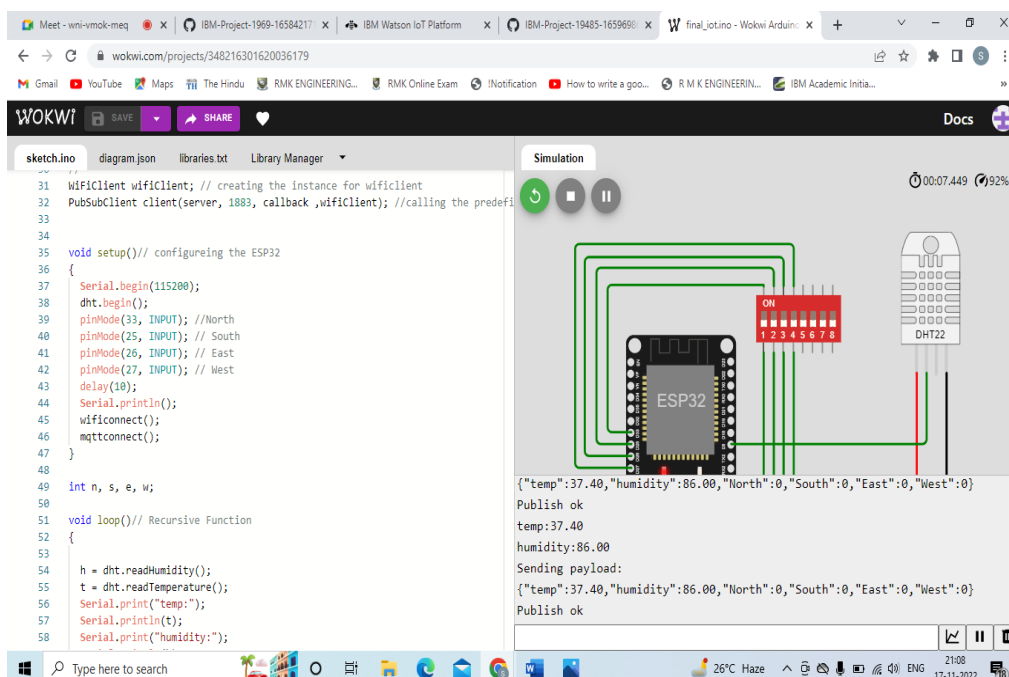 Meet - wni-vmok-meq
IBM-Project-1969-16584217
IBM Watson IoT Platform
IBM-Project-19485-1659698
final_iot.ino - Wokwi Arduino
wokwi.com/projects/348216301620036179
S
Gmail YouTube Maps The Hindu RMK ENGINEERING... RMK Online Exam !Notification How to write a goo... R M K ENGINEERIN... IBM Academic Initia... »
WOKWi SAVE SHARE Docs
sketch.ino diagram.json libraries.txt Library Manager
31 WiFiClient wifiClient; // creating the instance for wificlient
32 PubSubClient client(server, 1883, callback ,wifiClient); //calling the predefi
33
34
35 void setup()// configureing the ESP32
36 {
37 Serial.begin(115200);
38 dht.begin();
39 pinMode(33, INPUT); //North
40 pinMode(25, INPUT); // South
41 pinMode(26, INPUT); // East
42 pinMode(27, INPUT); // West
43 delay(10);
44 Serial.println();
45 wificonnect();
46 mqttconnect();
47 }
48
49 int n, s, e, w;
50
51 void loop()// Recursive Function
52 {
53
54 h = dht.readHumidity();
55 t = dht.readTemperature();
56 Serial.print("temp:");
57 Serial.println(t);
58 Serial.print("humidity:");
Simulation
00:07.449 92%
ON
1 2 3 4 5 6 7 8
DHT22
ESP32
{"temp":37.40,"humidity":86.00,"North":0,"South":0,"East":0,"West":0}
Publish ok
temp:37.40
humidity:86.00
Sending payload:
{"temp":37.40,"humidity":86.00,"North":0,"South":0,"East":0,"West":0}
Publish ok
Type here to search
26°C Haze
ENG
21:08
17-11-2022